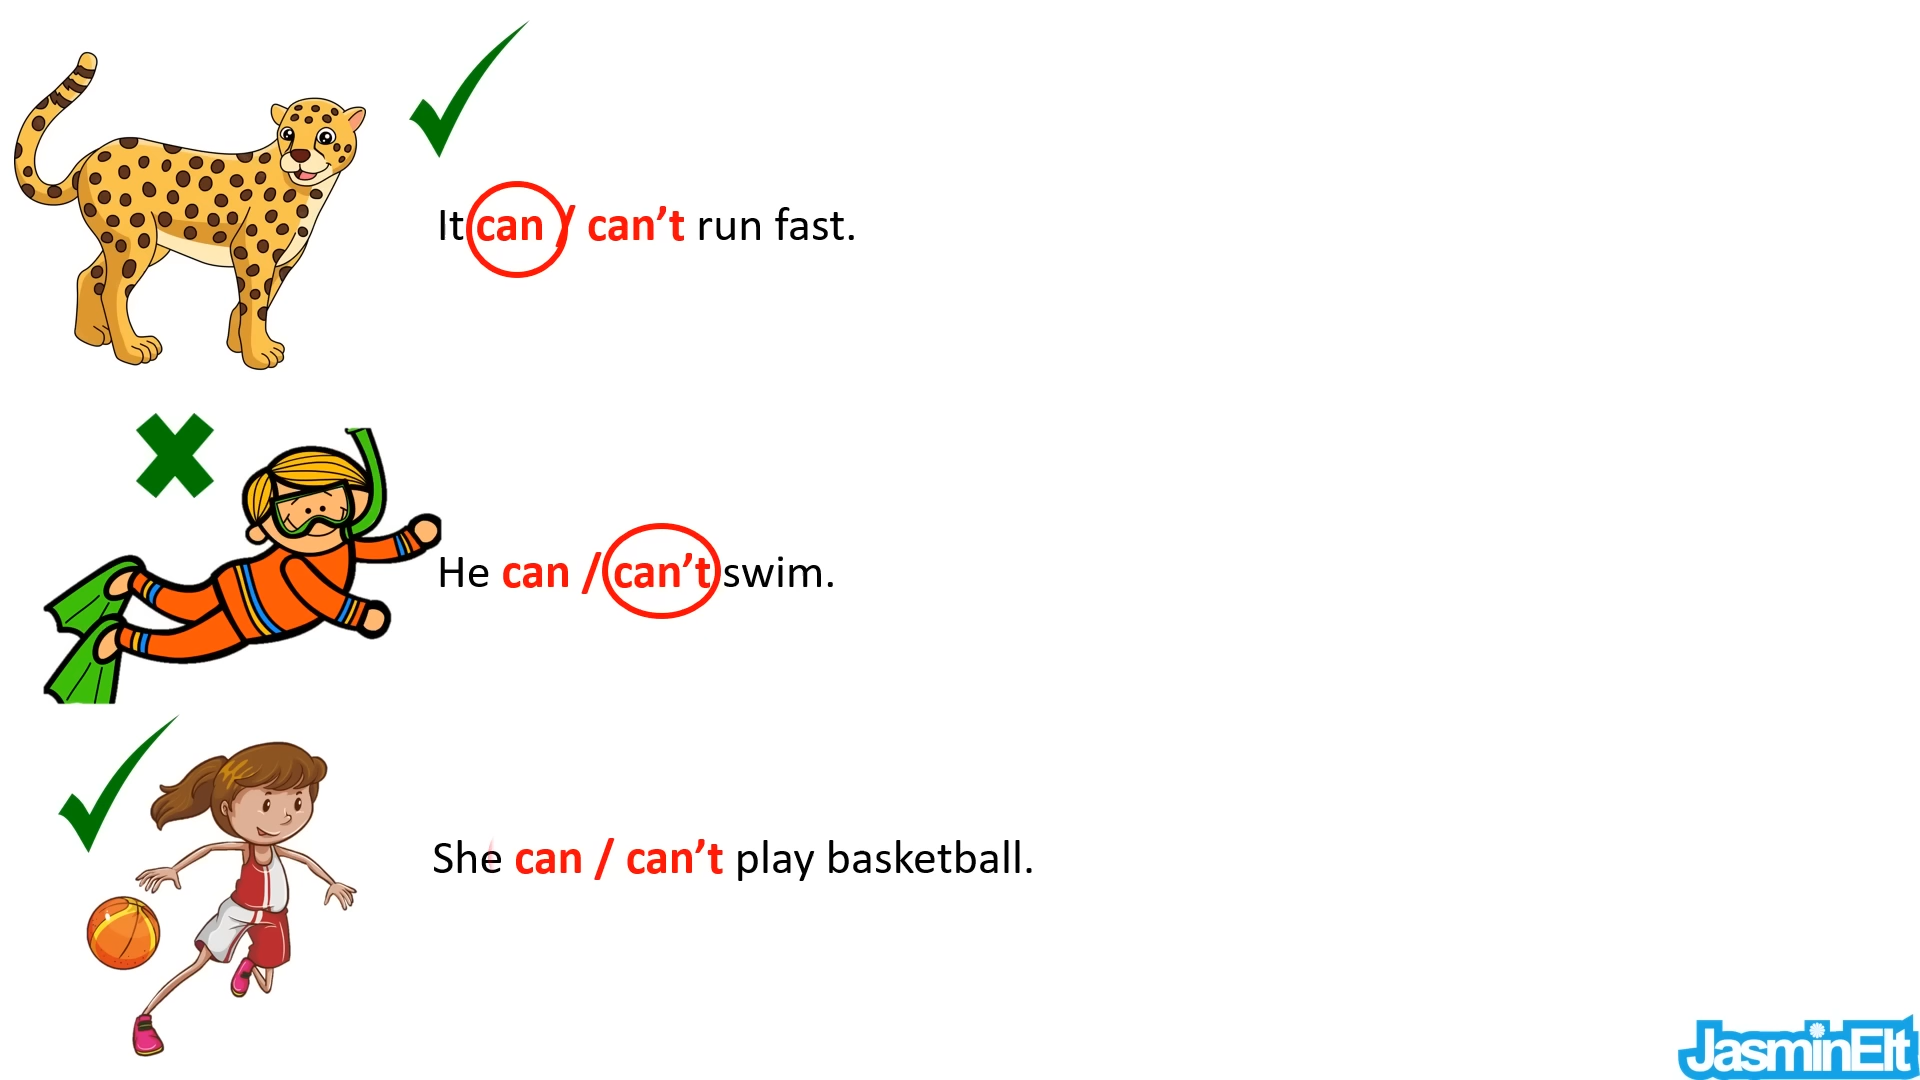 It can / can’t run fast.
He can / can’t swim.
She can / can’t play basketball.
JasminElt